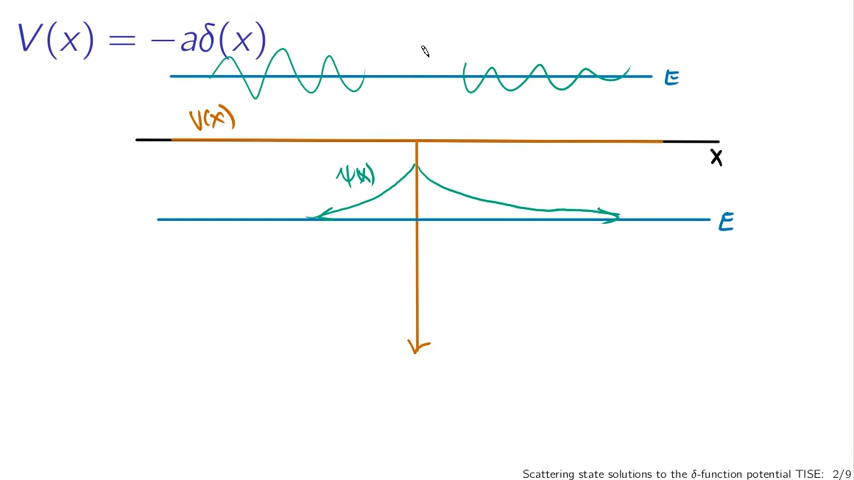 V(x) = −aδ(x)
E
V(x)
x
ψ(x)
E
Scattering state solutions to the δ-function potential TISE: 2/9